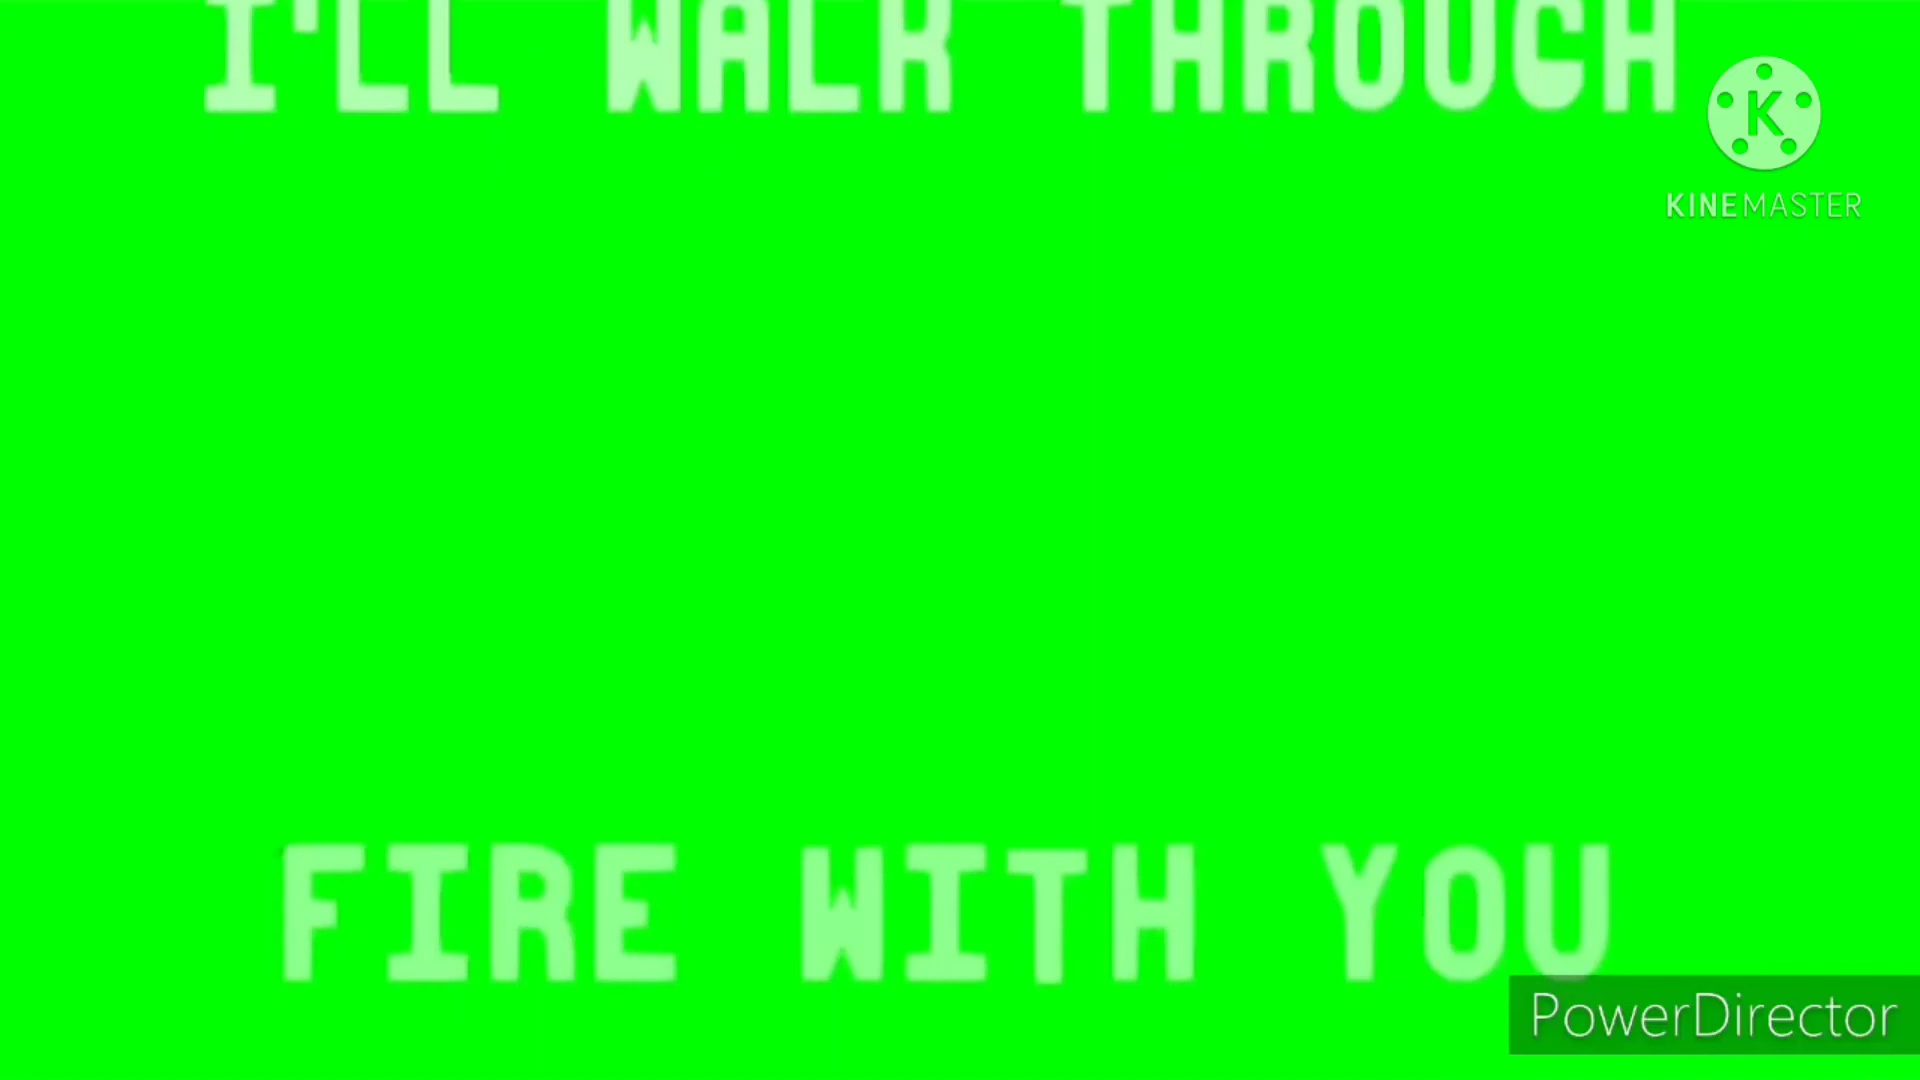 I'LL WALK THROUGH
K
KINEMASTER
FIRE WITH YOU
PowerDirector